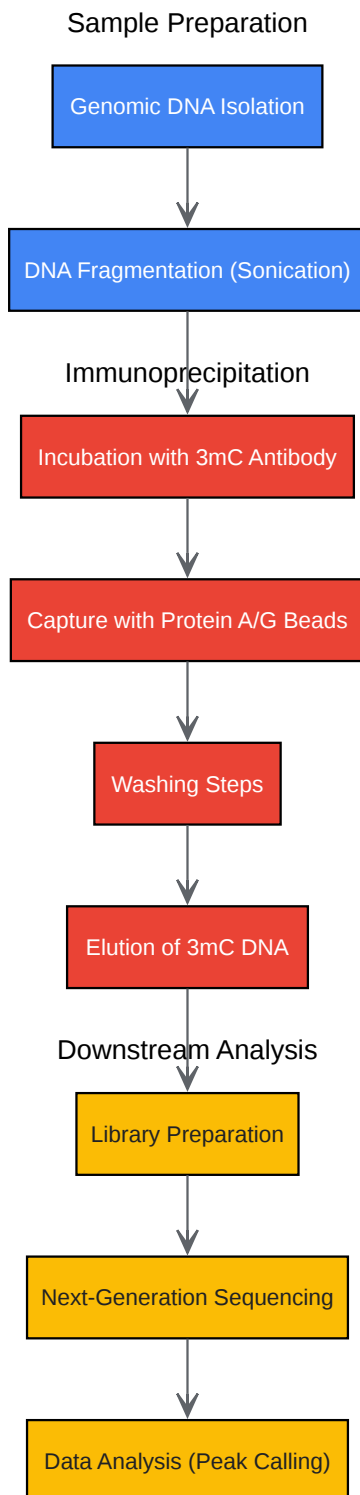 Sample Preparation
Genomic DNA Isolation
DNA Fragmentation (Sonication)
Immunoprecipitation
Incubation with 3mC Antibody
Capture with Protein A/G Beads
Washing Steps
Elution of 3mC DNA
Downstream Analysis
Library Preparation
Next-Generation Sequencing
Data Analysis (Peak Calling)